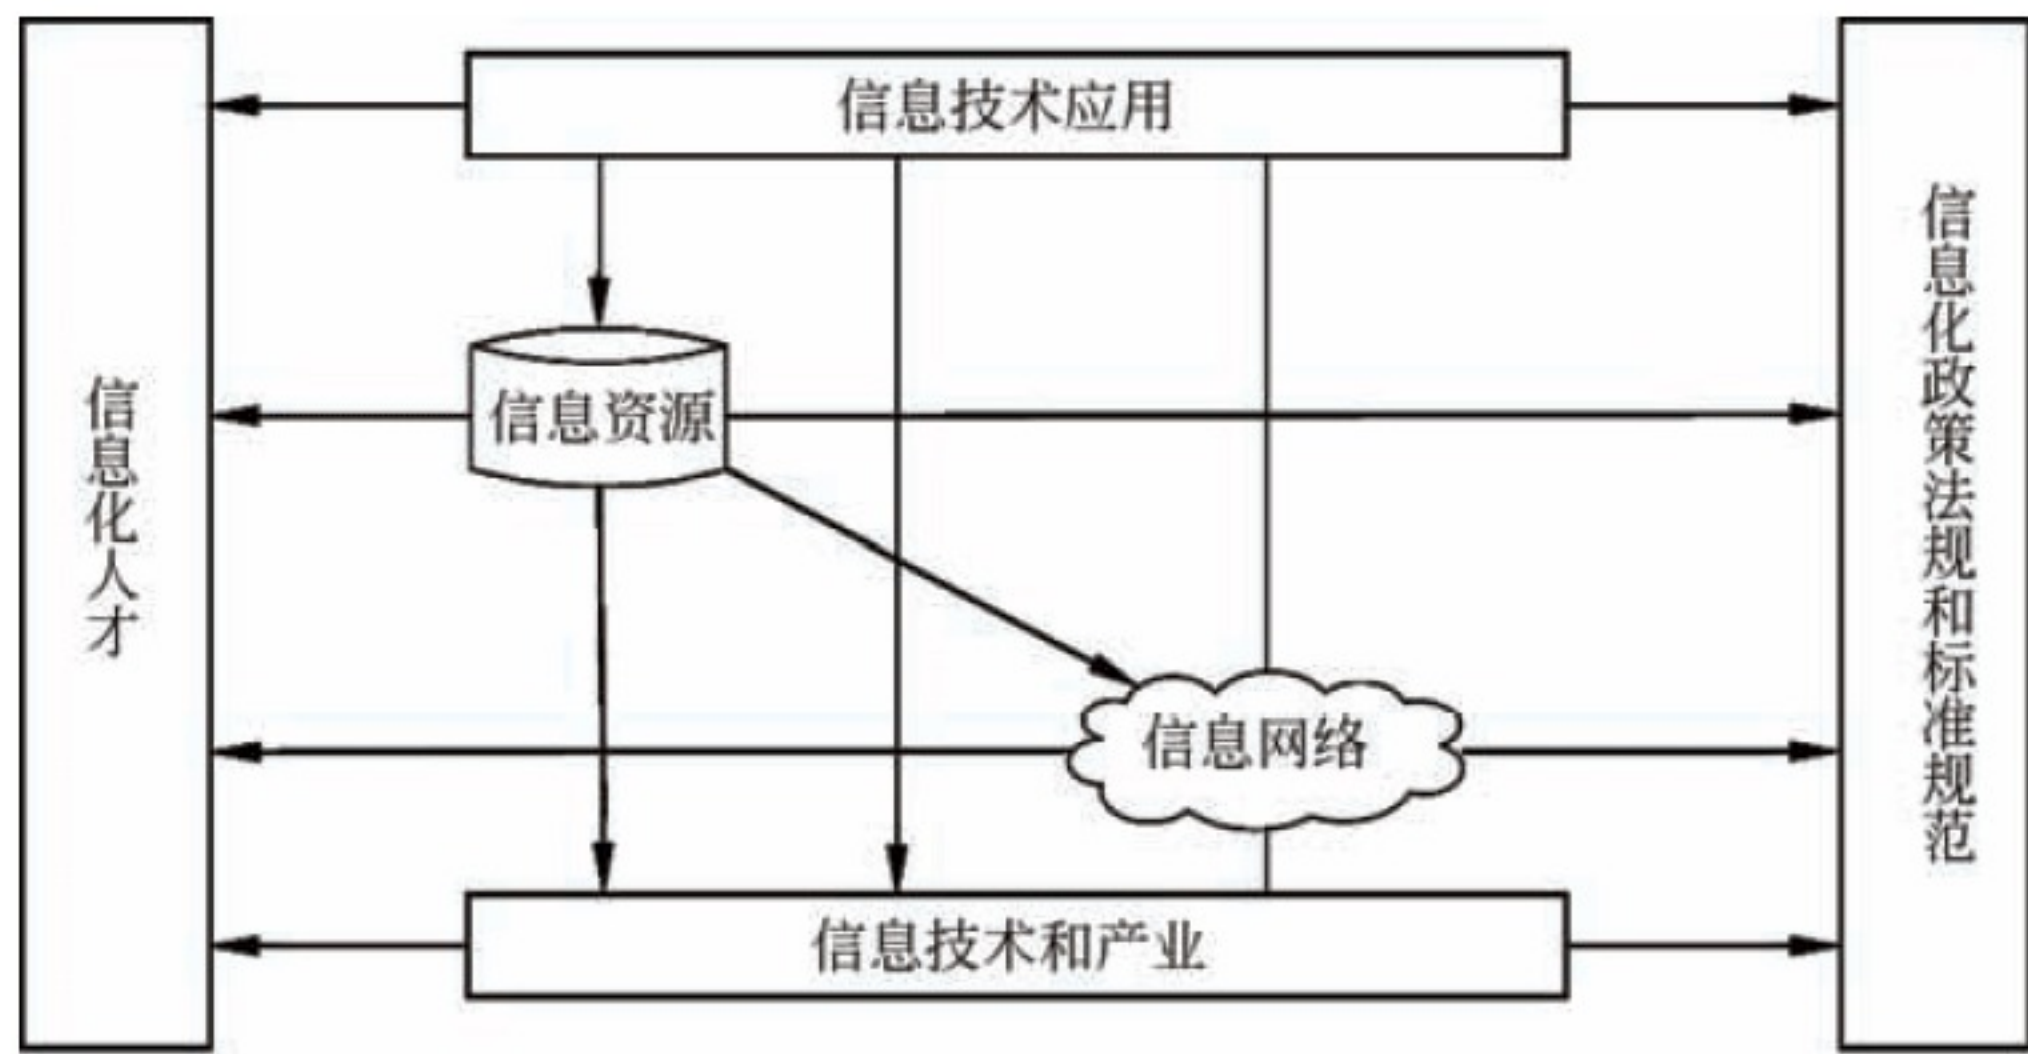 信息技术应用
信息化人才
信息资源
信息化政策法规和标准规范
信息网络
信息技术和产业